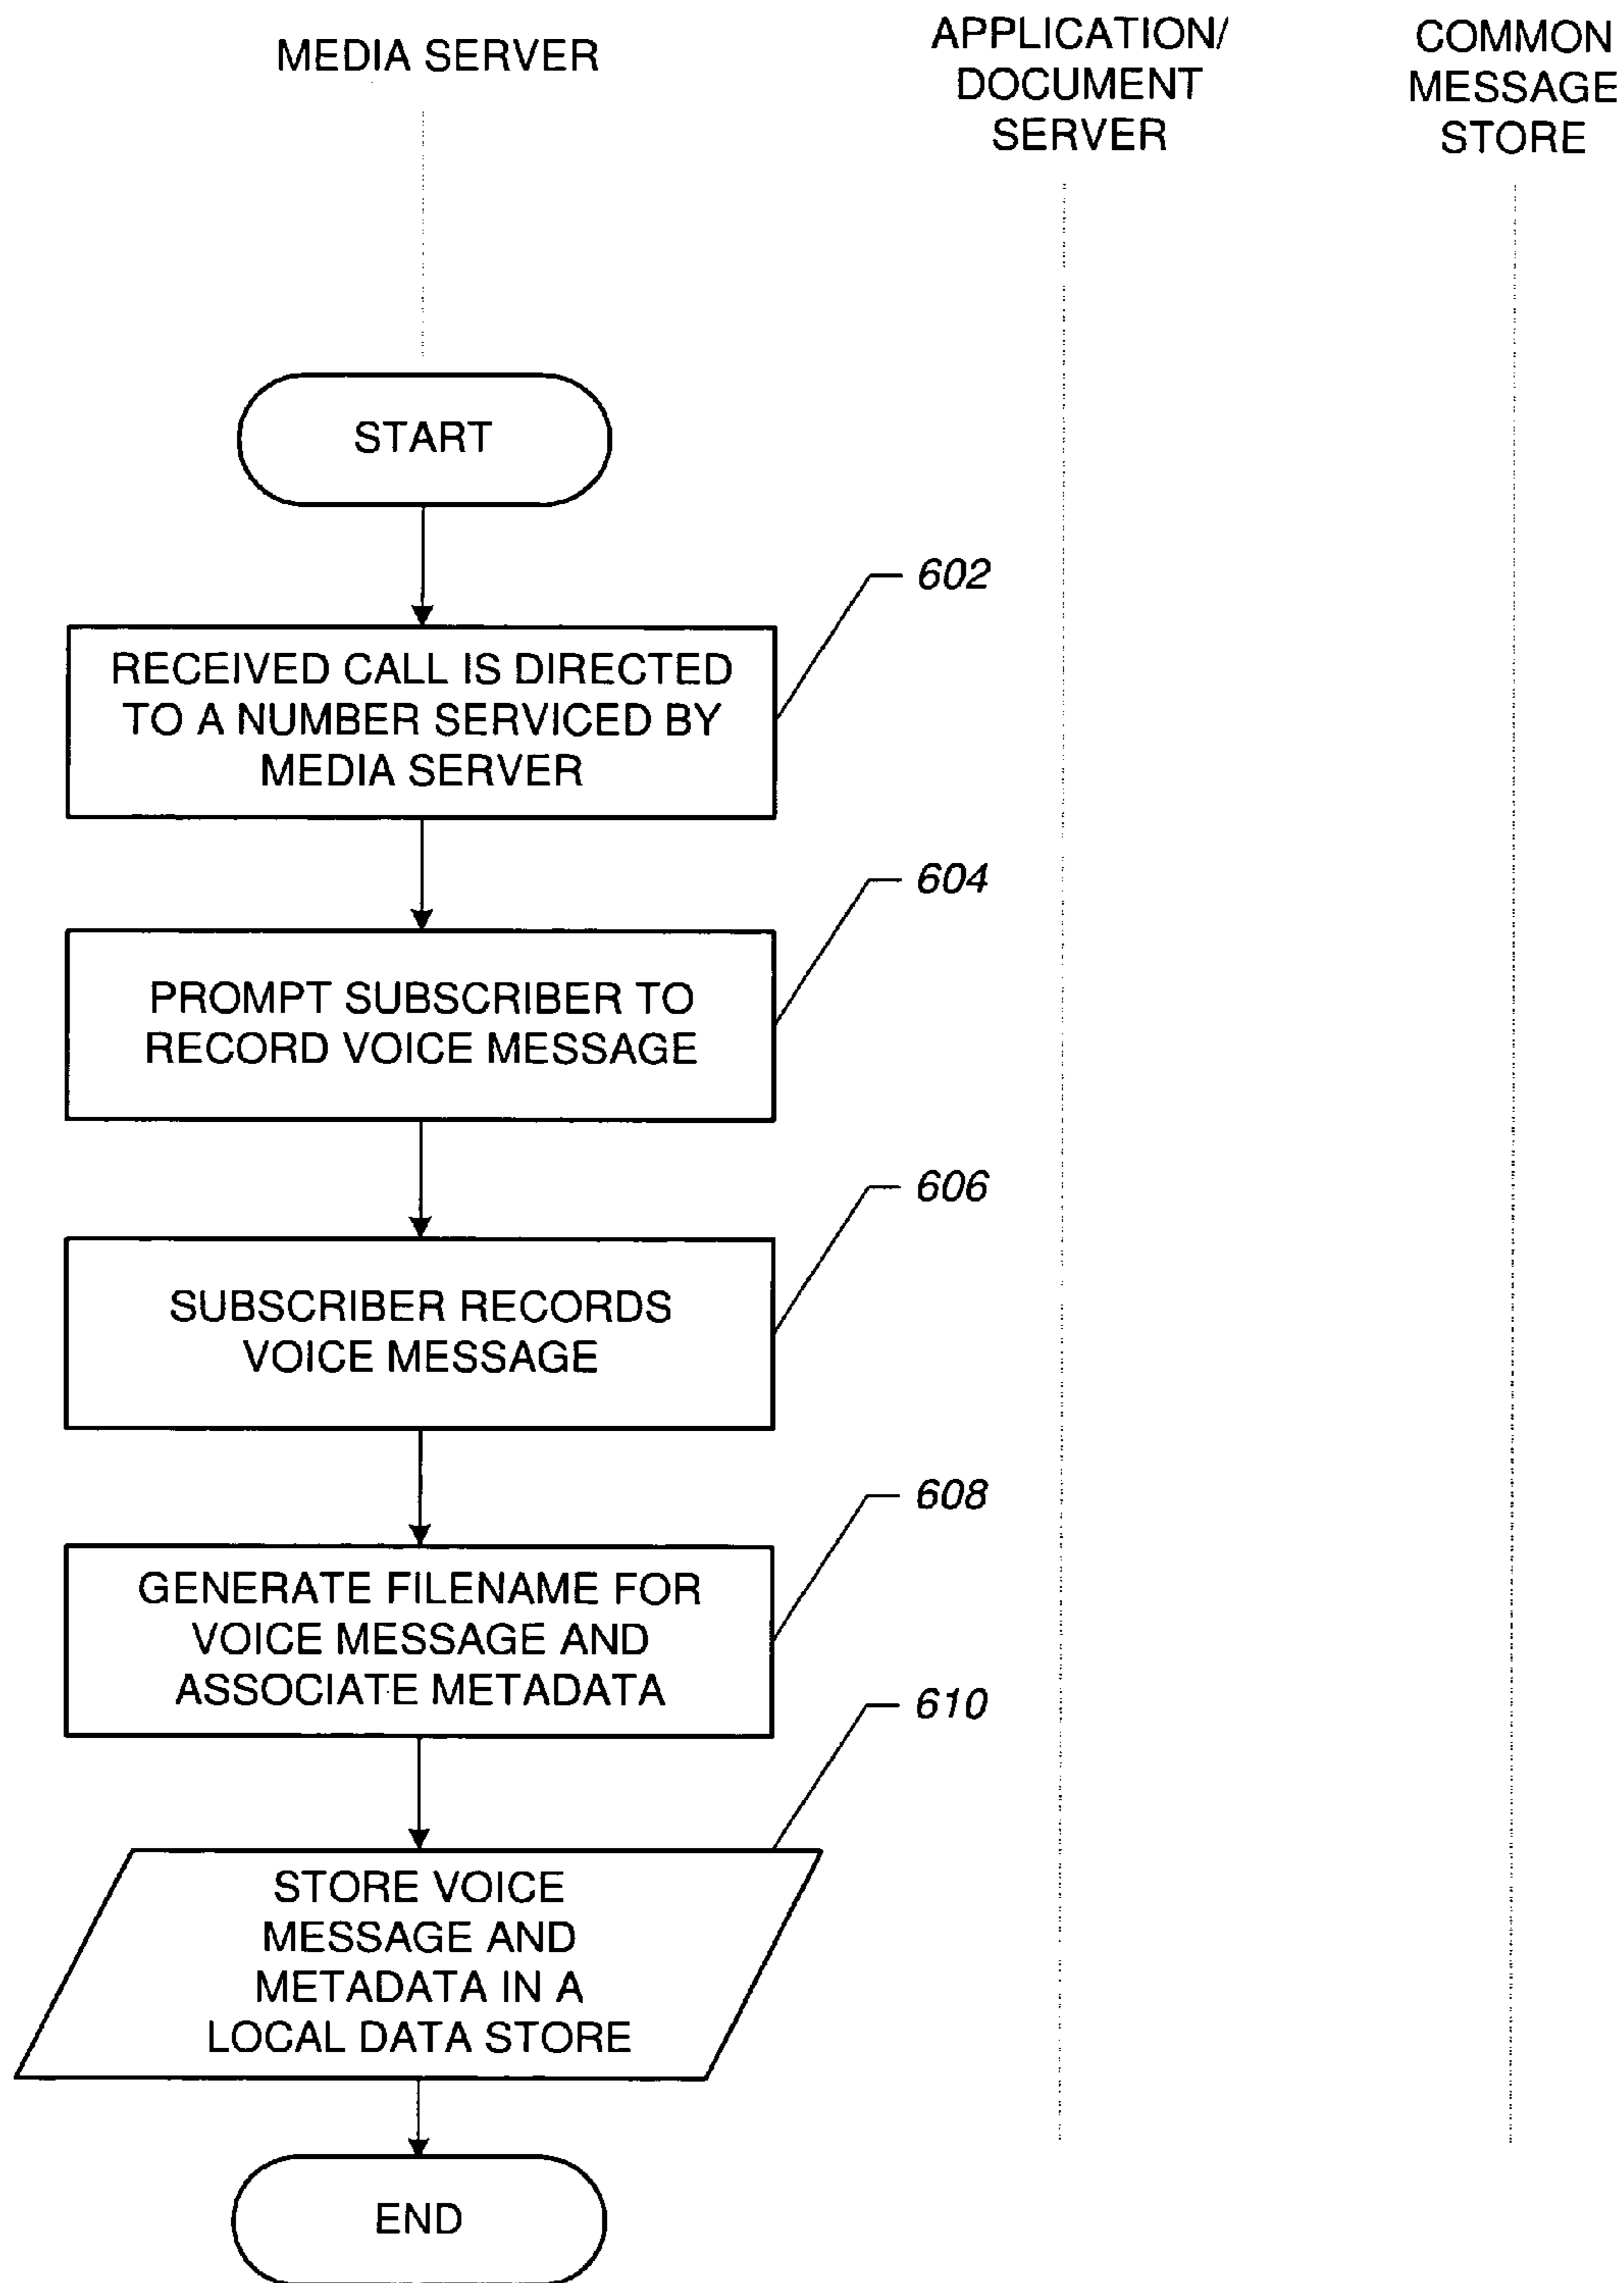 MEDIA SERVER
APPLICATION/
DOCUMENT
SERVER
COMMON
MESSAGE
STORE
START
602
RECEIVED CALL IS DIRECTED
TO A NUMBER SERVICED BY
MEDIA SERVER
604
PROMPT SUBSCRIBER TO
RECORD VOICE MESSAGE
606
SUBSCRIBER RECORDS
VOICE MESSAGE
608
GENERATE FILENAME FOR
VOICE MESSAGE AND
ASSOCIATE METADATA
610
STORE VOICE
MESSAGE AND
METADATA IN A
LOCAL DATA STORE
END